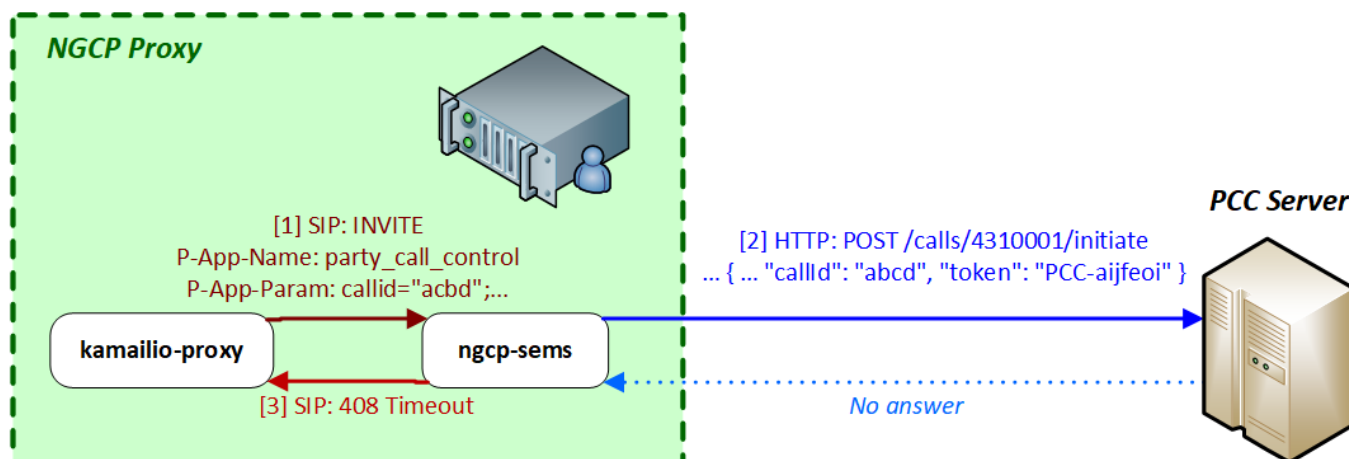 NGCP Proxy
[1] SIP: INVITE
P-App-Name: party_call_control
P-App-Param: callid="acbd";...
kamailio-proxy
ngcp-sems
[3] SIP: 408 Timeout
PCC Server
[2] HTTP: POST /calls/4310001/initiate
... { ... "callId": "abcd", "token": "PCC-aijfeoi" }
No answer